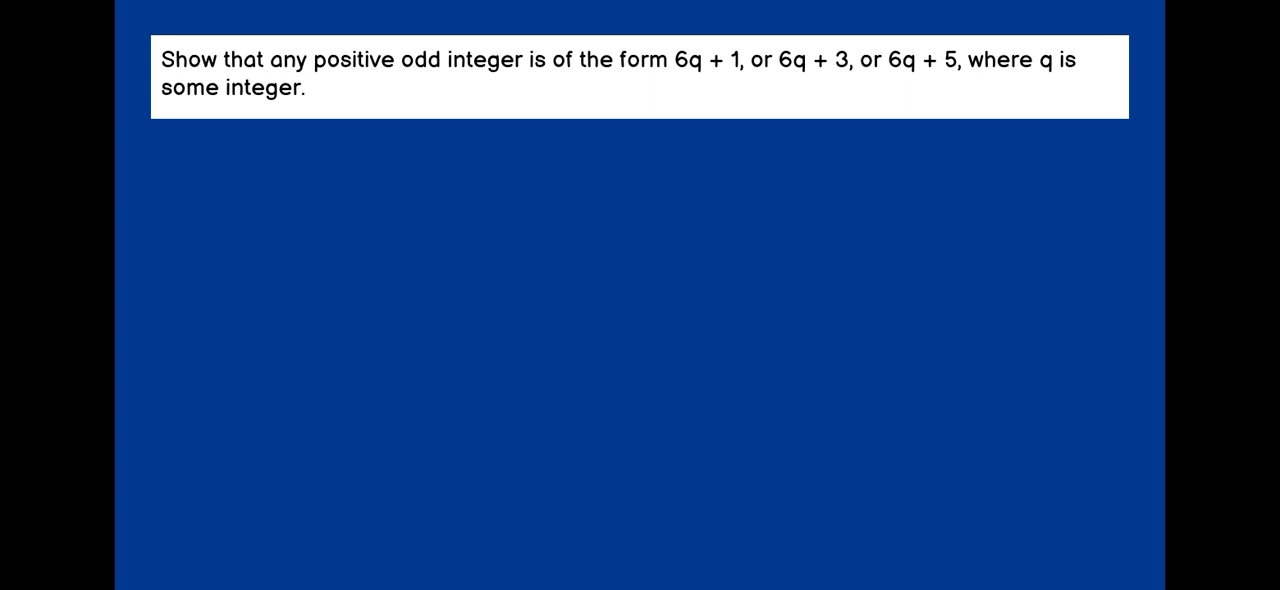 Show that any positive odd integer is of the form 6q + 1, or 6q + 3, or 6q + 5, where q is
some integer.